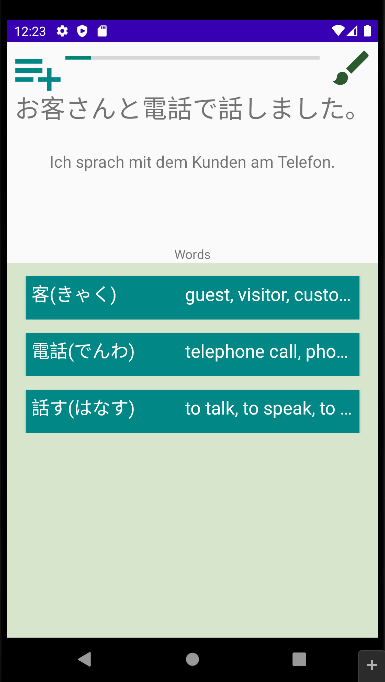 12:23
お客さんと電話で話しました。
Ich sprach mit dem Kunden am Telefon.
Words
客(きゃく) guest, visitor, custo…
電話(でんわ) telephone call, pho…
話す(はなす) to talk, to speak, to …